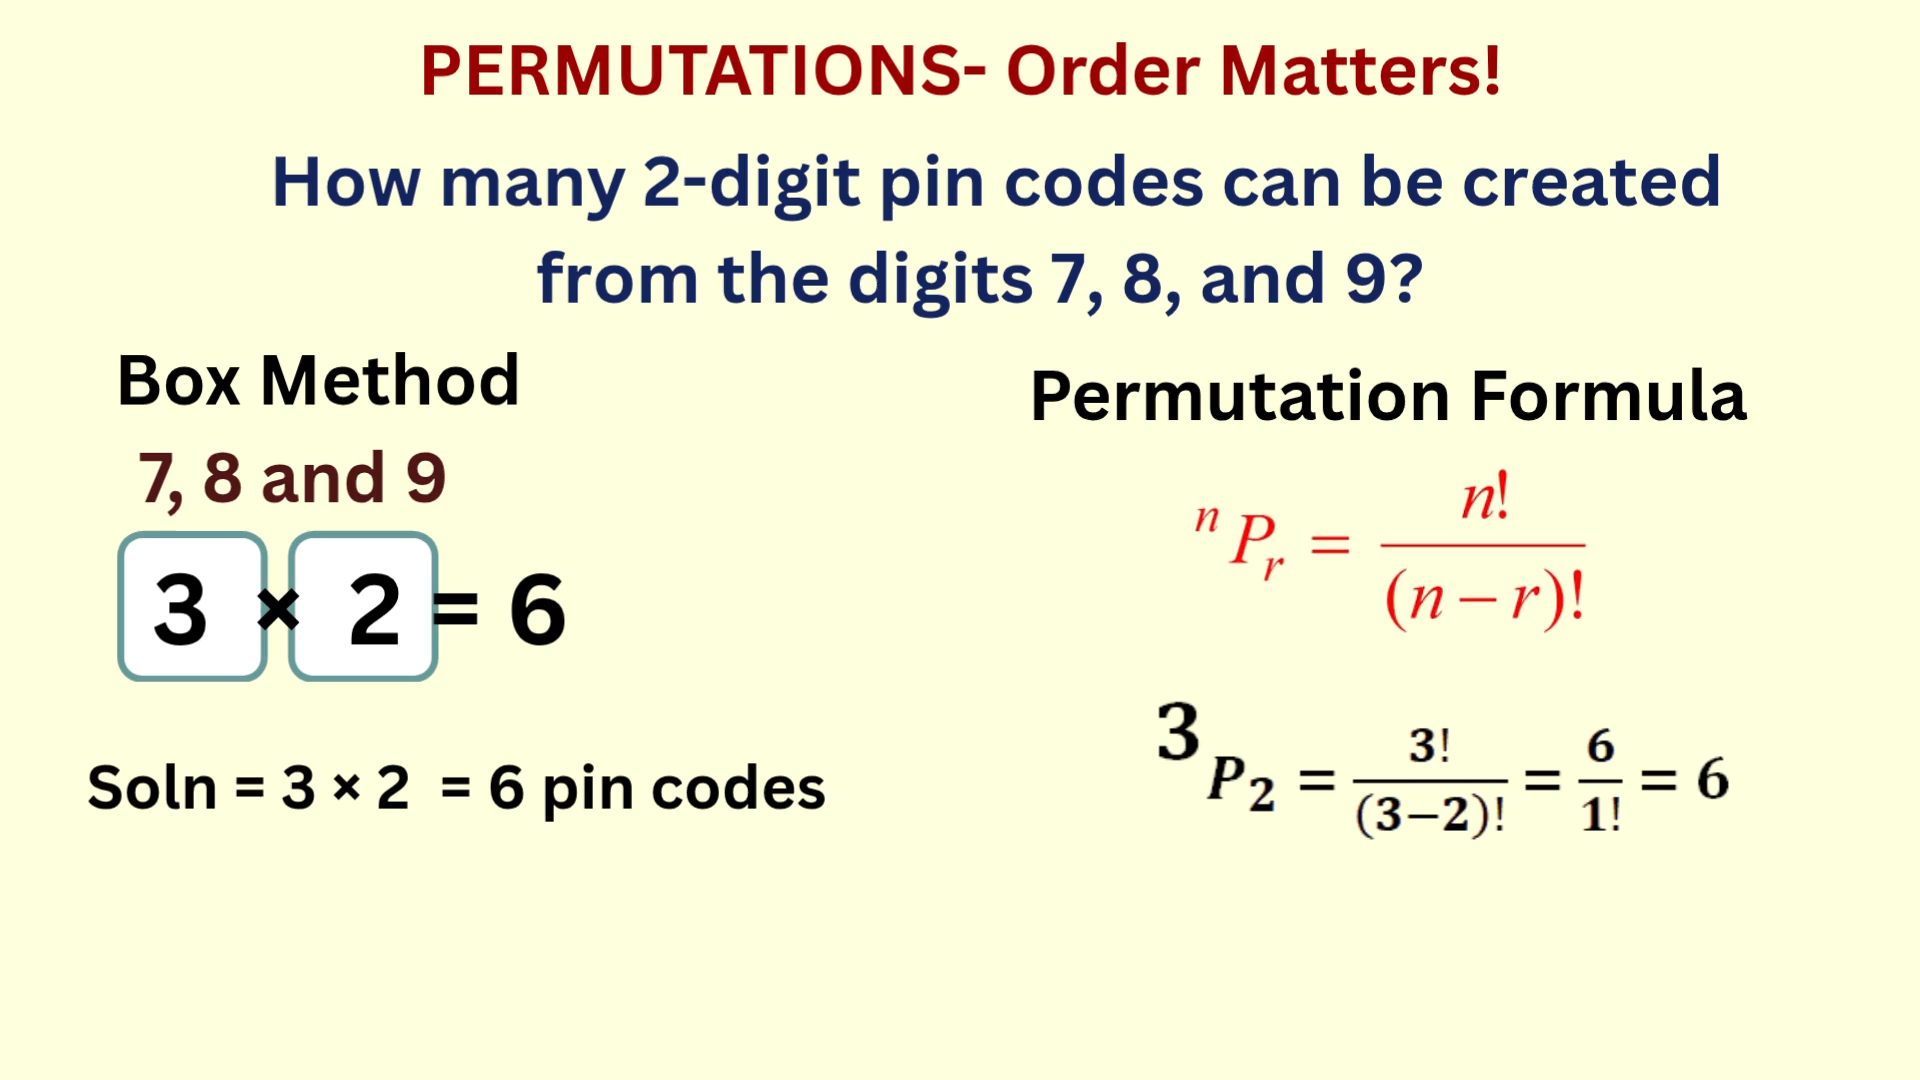 PERMUTATIONS- Order Matters!
How many 2-digit pin codes can be created
from the digits 7, 8, and 9?
Box Method
7, 8 and 9
3 × 2 = 6
Soln = 3 × 2 = 6 pin codes
Permutation Formula
ⁿPᵣ = n! / (n – r)!
³P₂ = 3! / (3–2)! = 6 / 1! = 6